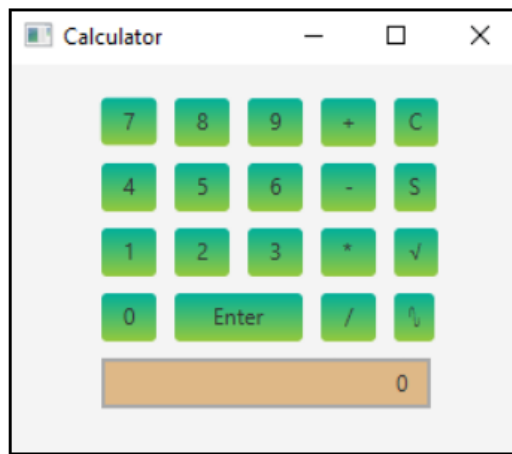 Calculator
7 8 9 + C
4 5 6 - S
1 2 3 * √
0 Enter / ∿
0